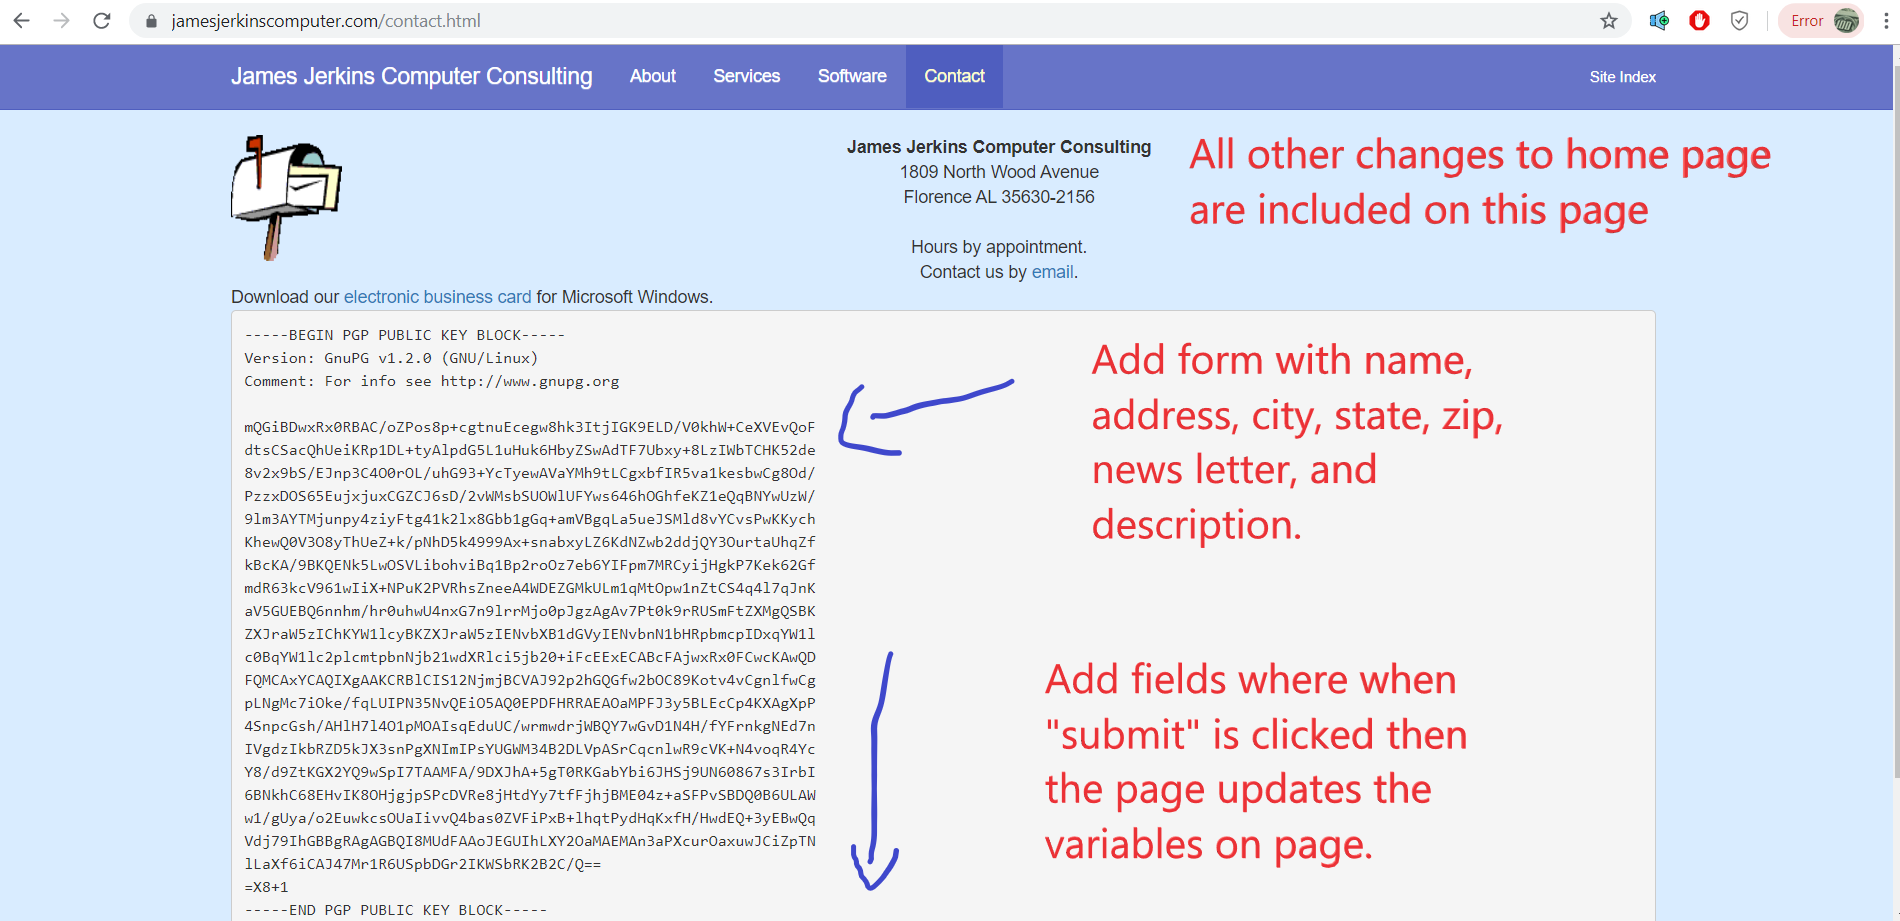 jamesjerkinscomputer.com/contact.html
Error
James Jerkins Computer Consulting
About
Services
Software
Contact
Site Index
James Jerkins Computer Consulting
1809 North Wood Avenue
Florence AL 35630-2156
Hours by appointment.
Contact us by email.
All other changes to home page
are included on this page
Download our electronic business card for Microsoft Windows.
-----BEGIN PGP PUBLIC KEY BLOCK-----
Version: GnuPG v1.2.0 (GNU/Linux)
Comment: For info see http://www.gnupg.org
mQGiBDwxRx0RBAC/oZPos8p+cgtnuEcegw8hk3ItjIGK9ELD/V0khW+CeXVEvQoF
dtsCSacQhUeiKRp1DL+tyAlpdG5L1uHuk6HbyZSwAdTF7Ubxy+8LzIWbTCHK52de
8v2x9bS/EJnp3C4O0rOL/uhG93+YcTyewAVaYMh9tLCgxbfIR5va1kesbwCg8Od/
PzzxDOS65EujxjuxCGZCJ6sD/2vWMsbSUOWlUFYws646hOGhfeKZ1eQqBNYwUzW/
9lm3AYTMjunpy4ziyFtg41k2lx8Gbb1gGq+amVBgqLa5ueJSMld8vYCvsPwKKych
KhewQ0V3O8yThUeZ+k/pNhD5k4999Ax+snabxyLZ6KdNZwb2ddjQY3OurtaUhqZf
kBcKA/9BKQENk5LwOSVLibohviBq1Bp2roOz7eb6YIFpm7MRCyijHgkP7Kek62Gf
mdR63kcV961wIiX+NPuK2PVRhsZneeA4WDEZGMkULm1qMtOpw1nZtCS4q4l7qJnK
aV5GUEBQ6nnhm/hr0uhwU4nxG7n9lrrMjo0pJgzAgAv7Pt0k9rRUSmFtZXMgQSBK
ZXJraW5zIChKYW1lcyBKZXJraW5zIENvbXB1dGVyIENvbnN1bHRpbmcpIDxqYW1l
c0BqYW1lc2plcmtpbnNjb21wdXRlci5jb20+iFcEExECABcFAjwxRx0FCwcKAwQD
FQMCAxYCAQIXgAAKCRBlCIS12NjmjBCVAJ92p2hGQGfw2bOC89Kotv4vCgnlfwCg
pLNgMc7iOke/fqLUIPN35NvQEiO5AQ0EPDFHRRAEAOaMPFJ3y5BLEcCp4KXAgXpP
4SnpcGsh/AHlH7l4O1pMOAIsqEduUC/wrmwdrjWBQY7wGvD1N4H/fYFrnkgNEd7n
IVgdzIkbRZD5kJX3snPgXNImIPsYUGWM34B2DLVpASrCqcnlwR9cVK+N4voqR4Yc
Y8/d9ZtKGX2YQ9wSpI7TAAMFA/9DXJhA+5gT0RKGabYbi6JHSj9UN60867s3IrbI
6BNkhC68EHvIK8OHjgjpSPcDVRe8jHtdYy7tfFjhjBME04z+aSFPvSBDQ0B6ULAW
w1/gUya/o2EuwkcsOUaIivvQ4bas0ZVFiPxB+lhqtPydHqKxfH/HwdEQ+3yEBwQq
Vdj79IhGBBgRAgAGBQI8MUdFAAoJEGUIhLXY2OaMAEMAn3aPXcurOaxuwJCiZpTN
lLaXf6iCAJ47Mr1R6USpbDGr2IKWSbRK2B2C/Q==
=X8+1
-----END PGP PUBLIC KEY BLOCK-----
Add form with name,
address, city, state, zip,
news letter, and
description.
Add fields where when
"submit" is clicked then
the page updates the
variables on page.